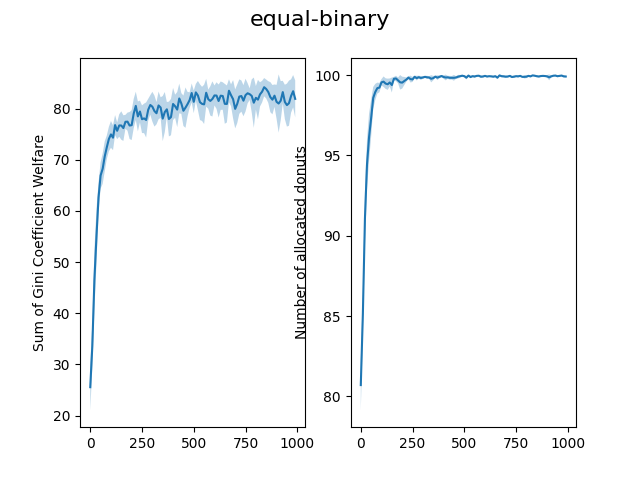 equal-binary
Sum of Gini Coefficient Welfare
80
70
60
50
40
30
20
0 250 500 750 1000
Number of allocated donuts
100
95
90
85
80
0 250 500 750 1000